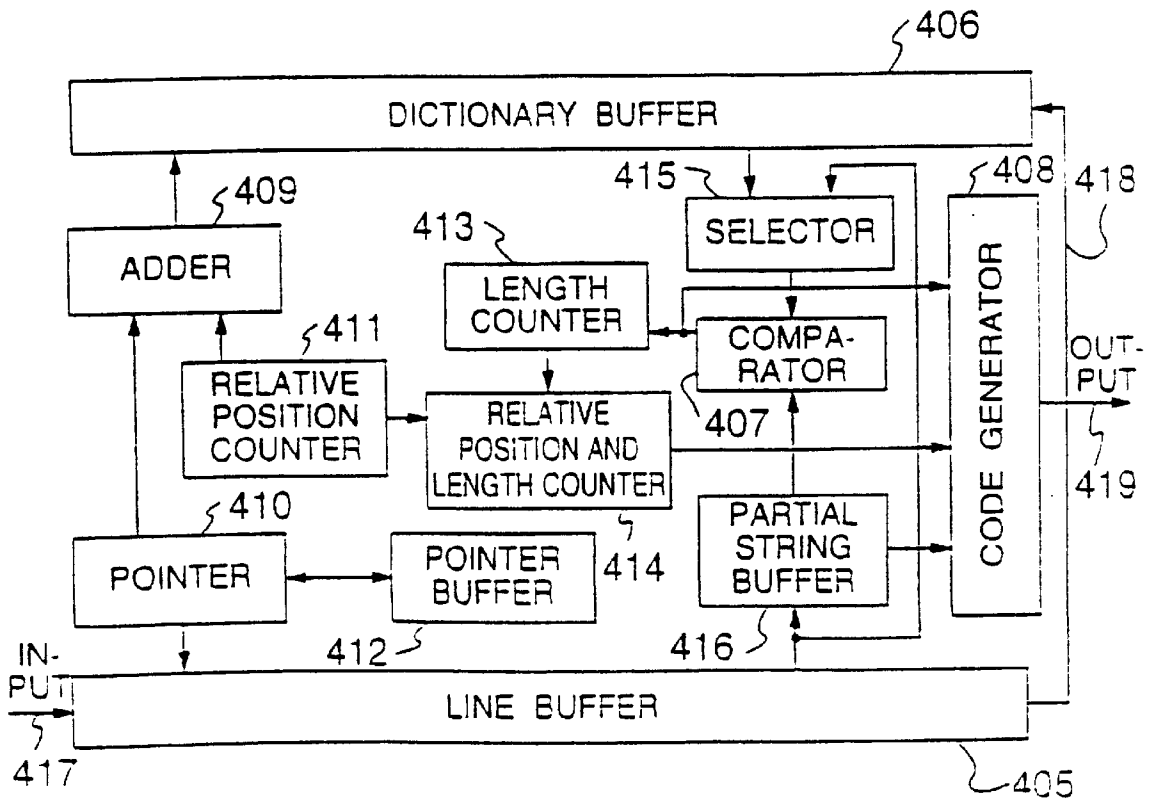 406
DICTIONARY BUFFER
415
408
418
409
ADDER
413
SELECTOR
LENGTH
COUNTER
411
COMPA-
RATOR
407
RELATIVE
POSITION
COUNTER
RELATIVE
POSITION AND
LENGTH COUNTER
414
CODE GENERATOR
OUT-
PUT
419
410
POINTER
POINTER
BUFFER
412
PARTIAL
STRING
BUFFER
416
IN-
PUT
417
LINE BUFFER
405